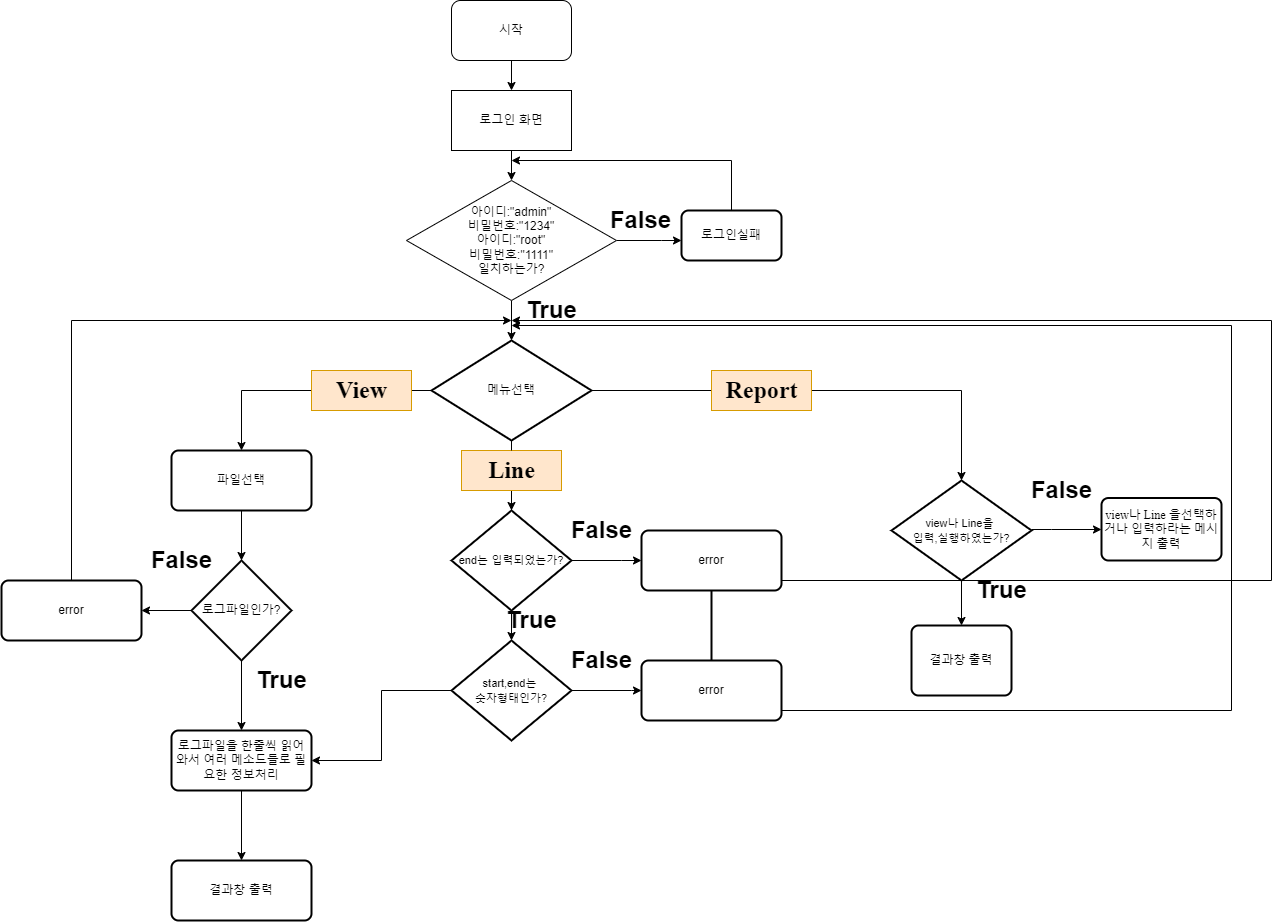 시작
로그인 화면
아이디:"admin"
비밀번호:"1234"
아이디:"root"
비밀번호:"1111"
일치하는가?
False
로그인실패
True
메뉴선택
View
Report
Line
파일선택
False
로그파일인가?
error
True
로그파일을 한줄씩 읽어
와서 여러 메소드들로 필
요한 정보처리
결과창 출력
end는 입력되었는가?
False
error
True
start,end는
숫자형태인가?
False
error
view나 Line을
입력,실행하였는가?
False
view나 Line 을선택하
거나 입력하라는 메시
지 출력
True
결과창 출력